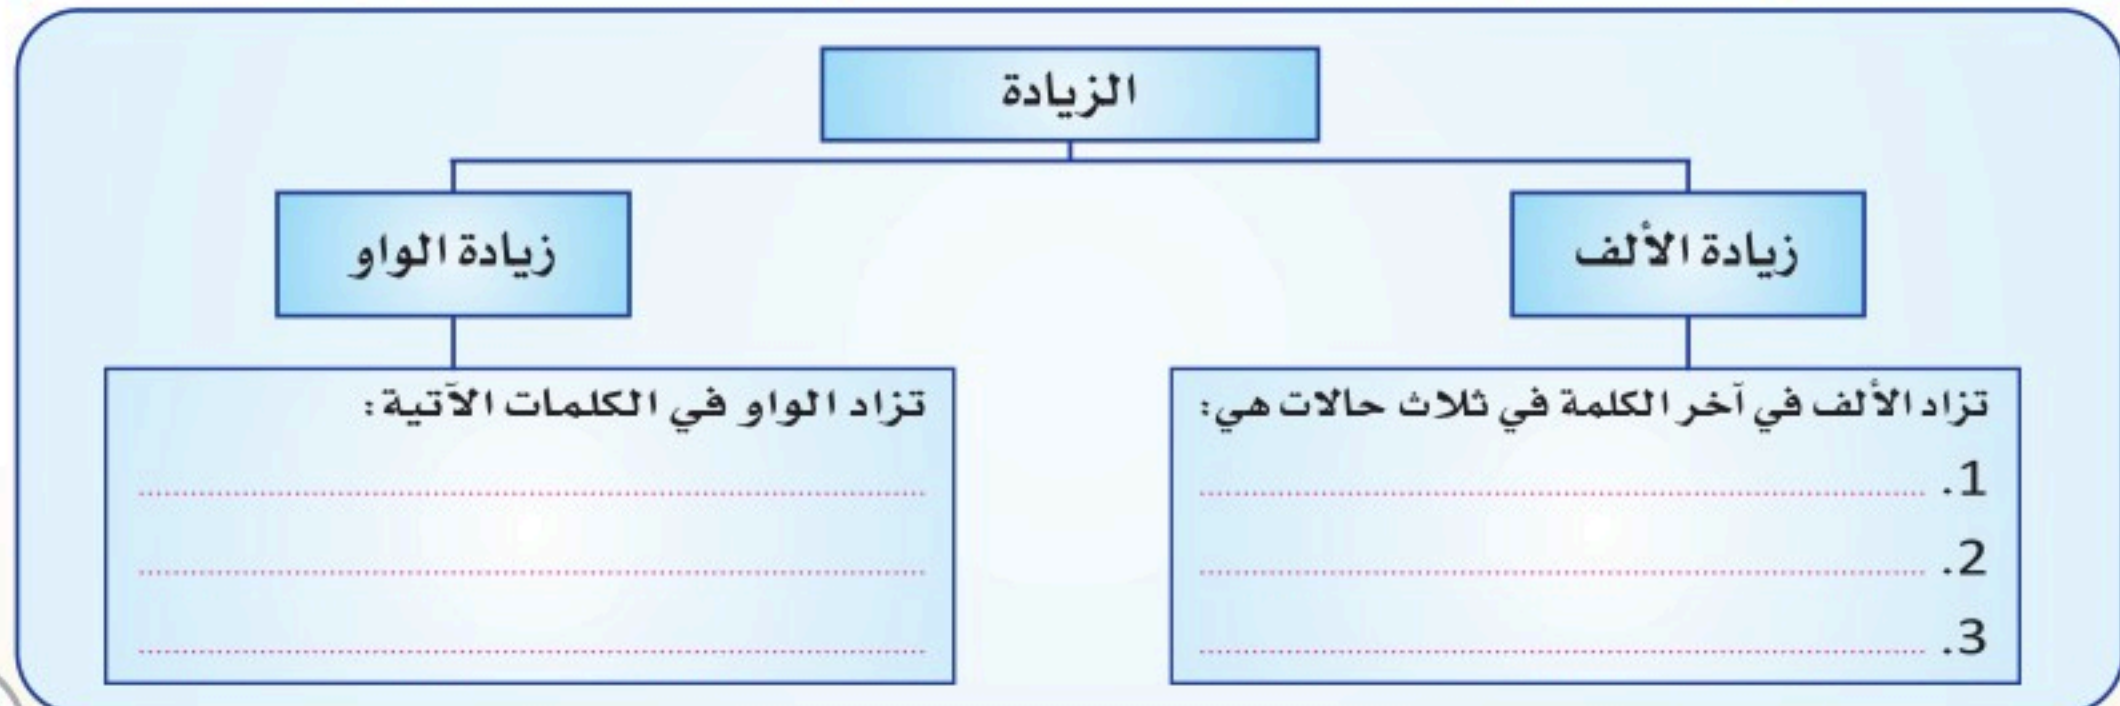 الزيادة
زيادة الألف
زيادة الواو
تزاد الألف في آخر الكلمة في ثلاث حالات هي:
1. ........................................
2. ........................................
3. ........................................
تزاد الواو في الكلمات الآتية:
........................................
........................................
........................................